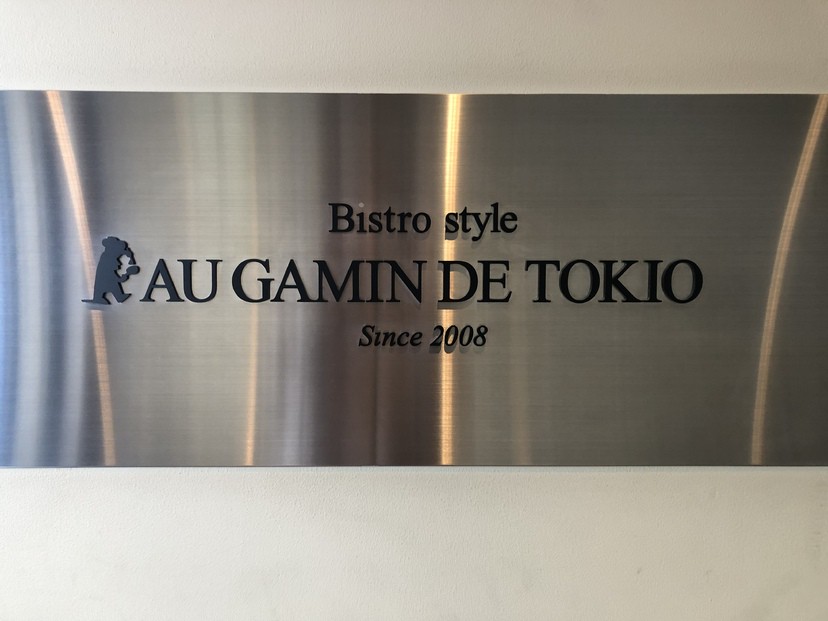 Bistro style
AU GAMIN DE TOKIO
Since 2008